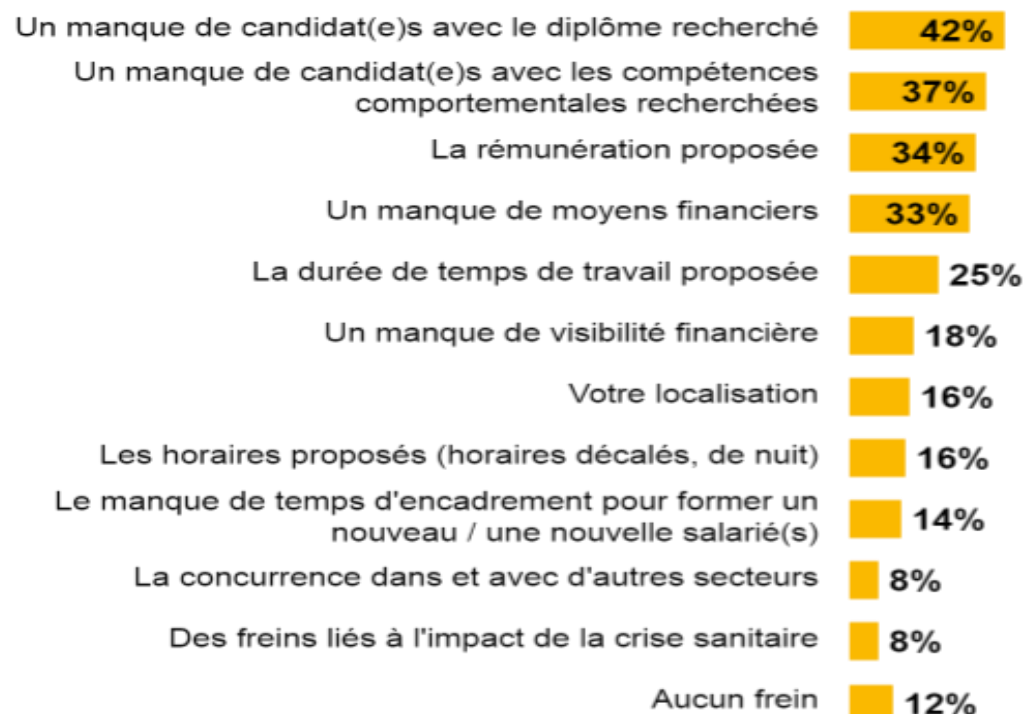 Un manque de candidat(e)s avec le diplôme recherché 42%
Un manque de candidat(e)s avec les compétences
comportementales recherchées 37%
La rémunération proposée 34%
Un manque de moyens financiers 33%
La durée de temps de travail proposée 25%
Un manque de visibilité financière 18%
Votre localisation 16%
Les horaires proposés (horaires décalés, de nuit) 16%
Le manque de temps d'encadrement pour former un
nouveau / une nouvelle salarié(s) 14%
La concurrence dans et avec d'autres secteurs 8%
Des freins liés à l'impact de la crise sanitaire 8%
Aucun frein 12%